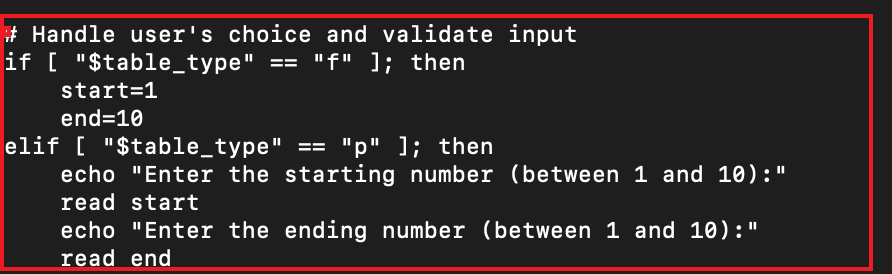 # Handle user's choice and validate input
if [ "$table_type" == "f" ]; then
    start=1
    end=10
elif [ "$table_type" == "p" ]; then
    echo "Enter the starting number (between 1 and 10):"
    read start
    echo "Enter the ending number (between 1 and 10):"
    read end